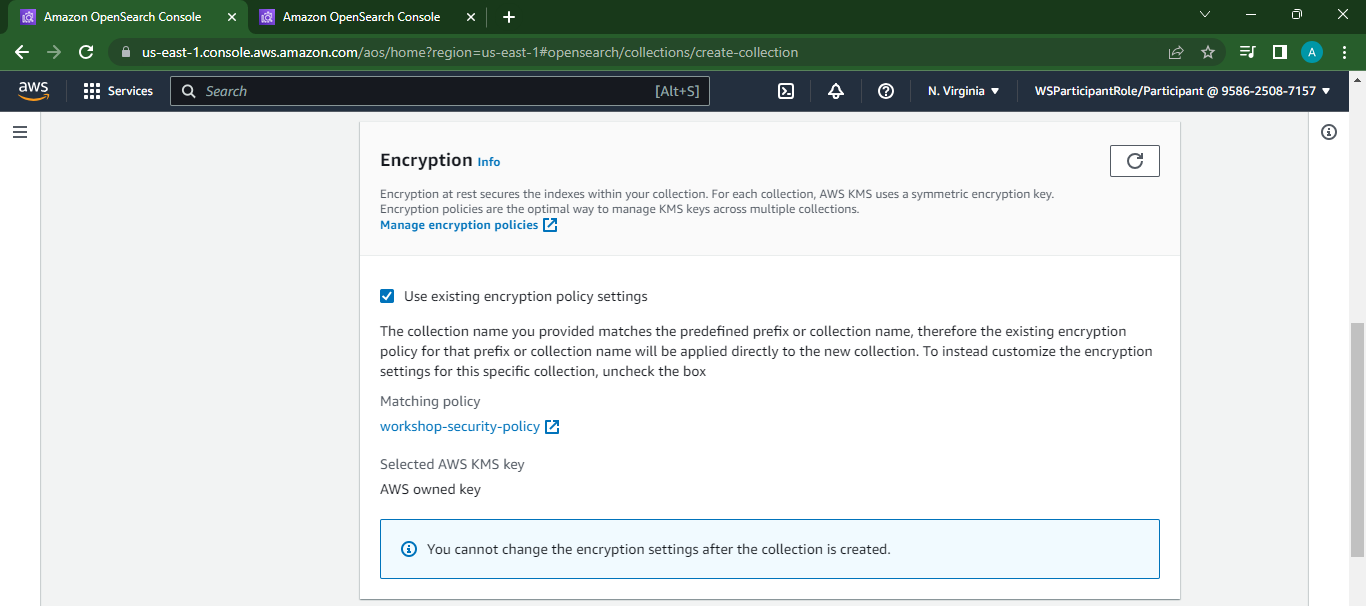 Amazon OpenSearch Console
Amazon OpenSearch Console
us-east-1.console.aws.amazon.com/aos/home?region=us-east-1#opensearch/collections/create-collection
A
aws
Services
Search
[Alt+S]
N. Virginia
WSParticipantRole/Participant @ 9586-2508-7157
Encryption Info
Encryption at rest secures the indexes within your collection. For each collection, AWS KMS uses a symmetric encryption key.
Encryption policies are the optimal way to manage KMS keys across multiple collections.
Manage encryption policies
Use existing encryption policy settings
The collection name you provided matches the predefined prefix or collection name, therefore the existing encryption
policy for that prefix or collection name will be applied directly to the new collection. To instead customize the encryption
settings for this specific collection, uncheck the box
Matching policy
workshop-security-policy
Selected AWS KMS key
AWS owned key
You cannot change the encryption settings after the collection is created.